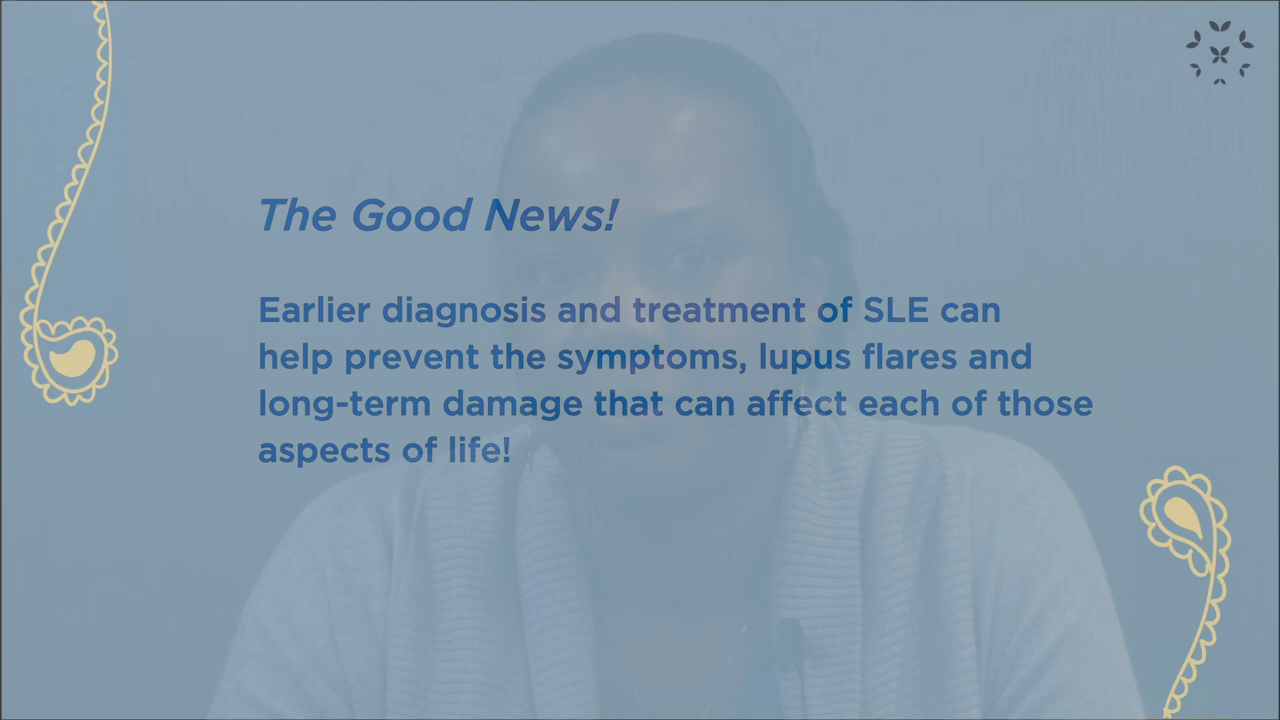 The Good News!
Earlier diagnosis and treatment of SLE can
help prevent the symptoms, lupus flares and
long-term damage that can affect each of those
aspects of life!